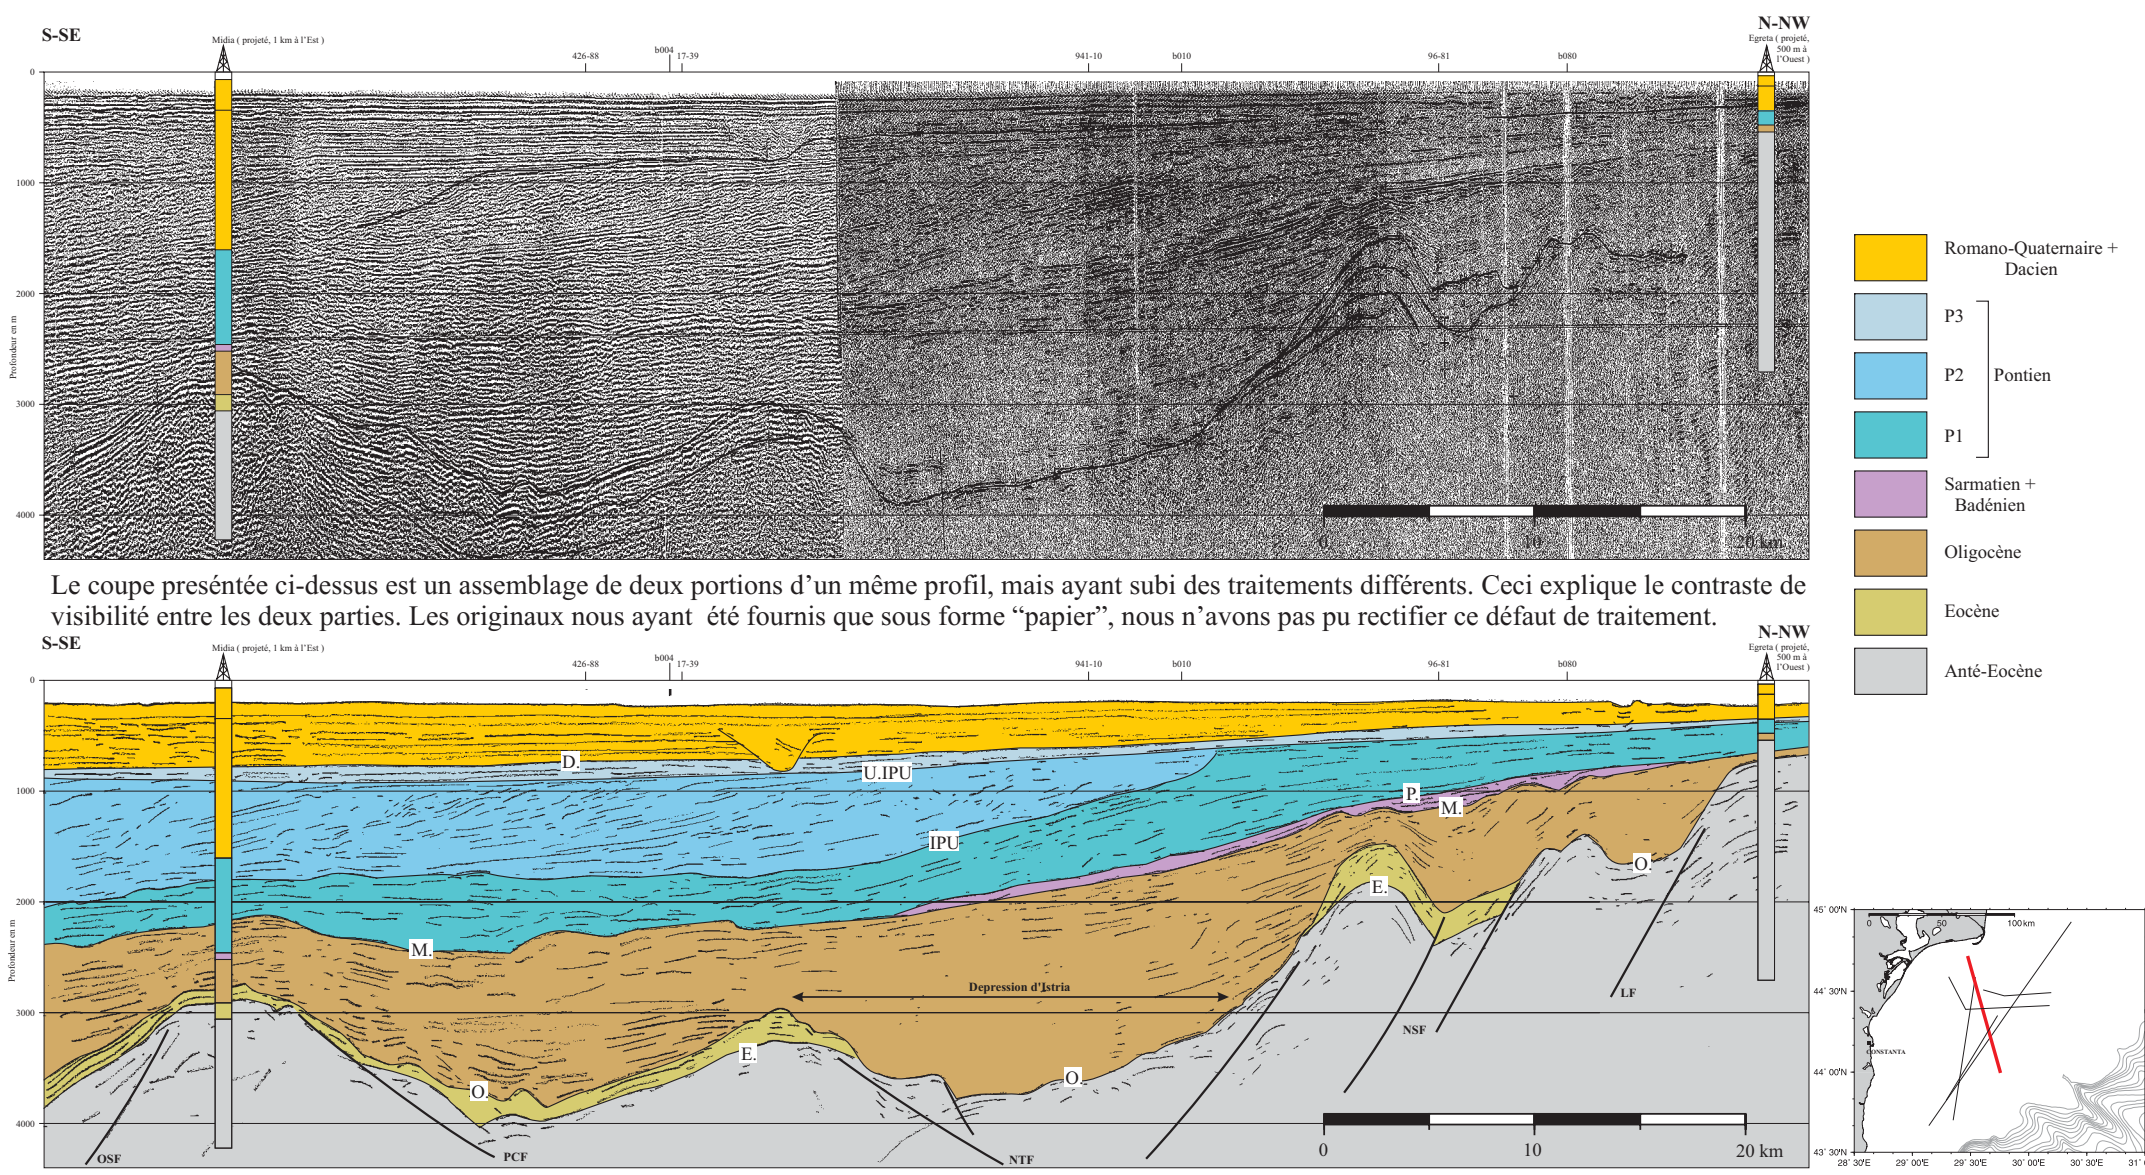 S-SE
N-NW
Midia ( projeté, 1 km à l'Est )
Egreta ( projeté,
500 m à
l'Ouest )
426-88
b004
17-39
941-10
b010
96-81
b080
0
1000
2000
3000
4000
Profondeur en m
0
10
20 km
Le coupe preséntée ci-dessus est un assemblage de deux portions d'un même profil, mais ayant subi des traitements différents. Ceci explique le contraste de
visibilité entre les deux parties. Les originaux nous ayant été fournis que sous forme “papier”, nous n'avons pas pu rectifier ce défaut de traitement.
S-SE
N-NW
Midia ( projeté, 1 km à l'Est )
Egreta ( projeté,
500 m à
l'Ouest )
426-88
b004
17-39
941-10
b010
96-81
b080
0
1000
2000
3000
4000
Profondeur en m
D.
U.IPU
IPU
P.
M.
M.
O.
E.
Depression d'Istria
E.
O.
O.
OSF
PCF
NTF
NSF
LF
0
10
20 km
Romano-Quaternaire +
Dacien
P3
P2
Pontien
P1
Sarmatien +
Badénien
Oligocène
Eocène
Anté-Eocène
45° 00'N
44° 30'N
44° 00'N
43° 30'N
0
50
100 km
CONSTANTA
28° 30'E
29° 00'E
29° 30'E
30° 00'E
30° 30'E
31° 0